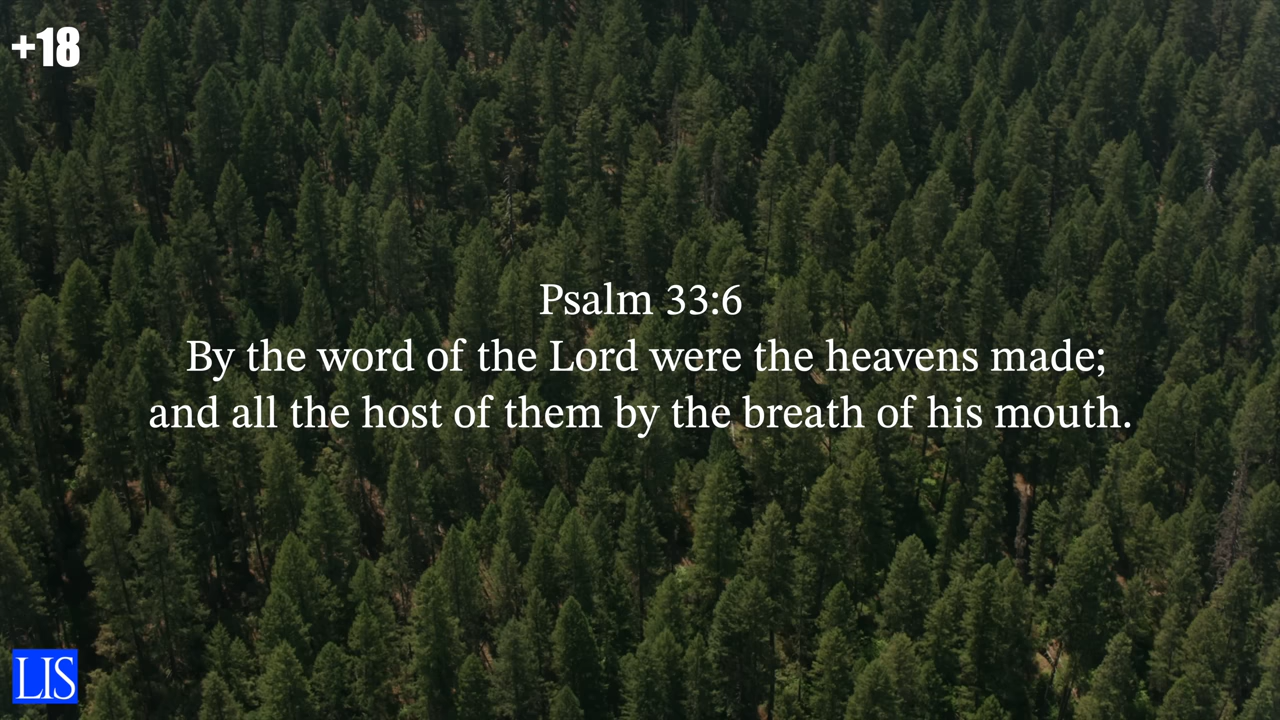 +18
Psalm 33:6
By the word of the Lord were the heavens made;
and all the host of them by the breath of his mouth.
LIS